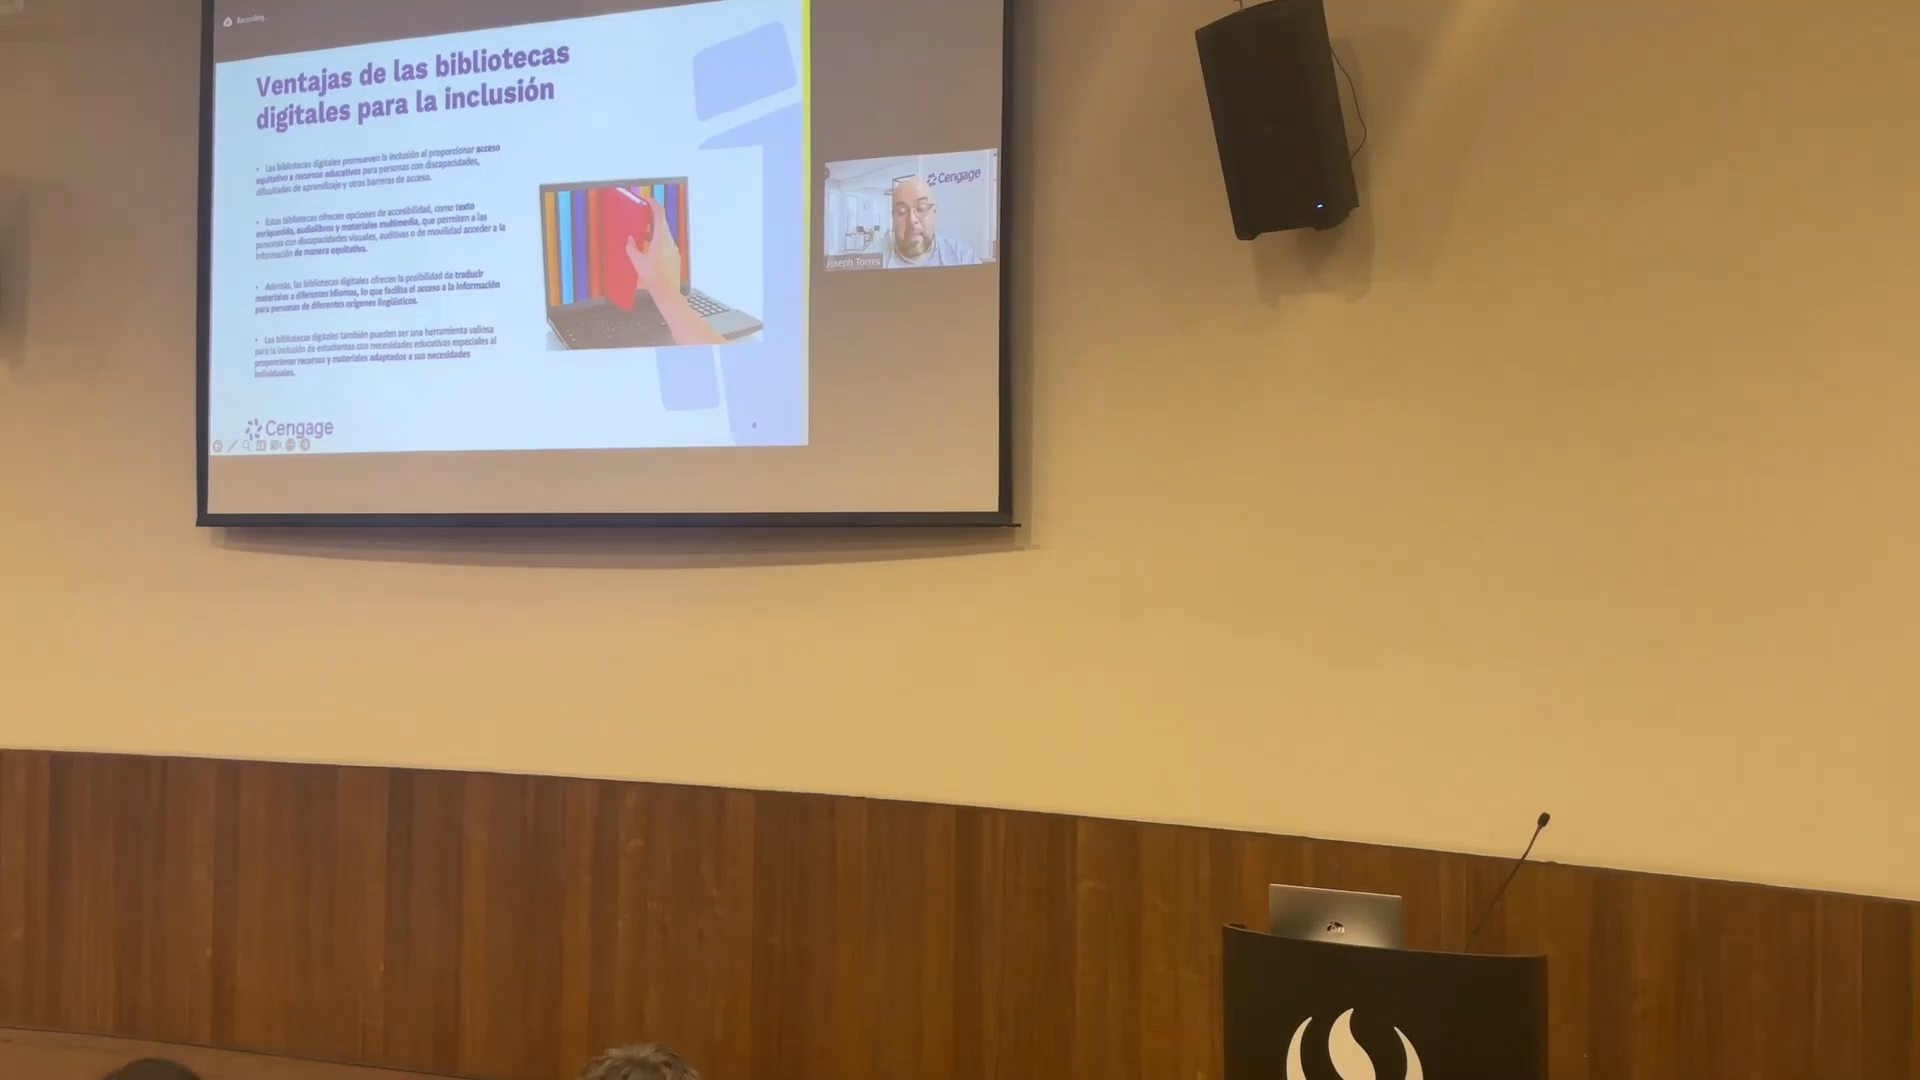 Recording...
Ventajas de las bibliotecas
digitales para la inclusión
• Las bibliotecas digitales promueven la inclusión al proporcionar acceso
equitativo a recursos educativos para personas con discapacidades,
dificultades de aprendizaje y otras barreras de acceso.
• Estas bibliotecas ofrecen opciones de accesibilidad, como texto
enriquecido, audiolibros y materiales multimedia, que permiten a las
personas con discapacidades visuales, auditivas o de movilidad acceder a la
información de manera equitativa.
• Además, las bibliotecas digitales ofrecen la posibilidad de traducir
materiales a diferentes idiomas, lo que facilita el acceso a la información
para personas de diferentes orígenes lingüísticos.
• Las bibliotecas digitales también pueden ser una herramienta valiosa
para la inclusión de estudiantes con necesidades educativas especiales al
proporcionar recursos y materiales adaptados a sus necesidades
individuales.
Cengage
Cengage
Joseph Torres